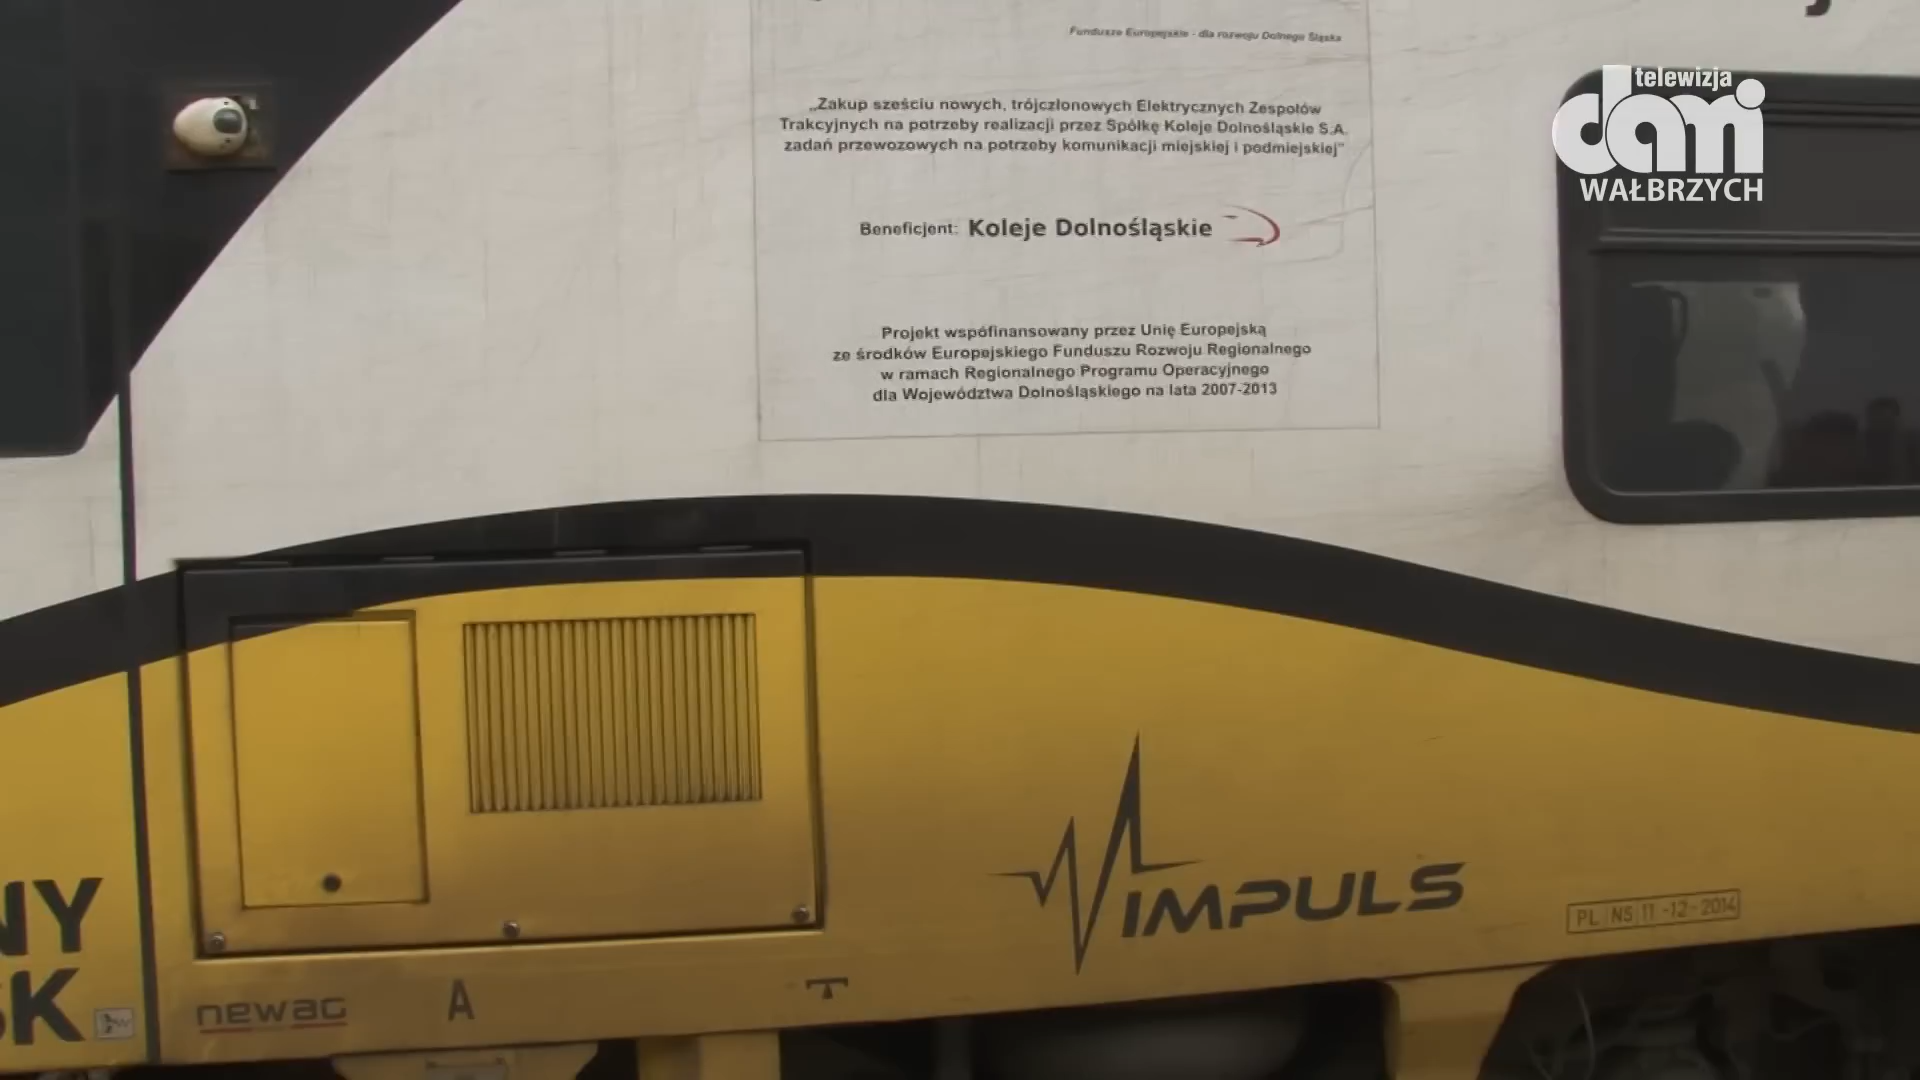 Fundusze Europejskie - dla rozwoju Dolnego Śląska
telewizja
dami
WAŁBRZYCH
„Zakup sześciu nowych, trójczłonowych Elektrycznych Zespołów
Trakcyjnych na potrzeby realizacji przez Spółkę Koleje Dolnośląskie S.A.
zadań przewozowych na potrzeby komunikacji miejskiej i podmiejskiej”
Beneficjent: Koleje Dolnośląskie
Projekt współfinansowany przez Unię Europejską
ze środków Europejskiego Funduszu Rozwoju Regionalnego
w ramach Regionalnego Programu Operacyjnego
dla Województwa Dolnośląskiego na lata 2007-2013
IMPULS
PL NS 11-12-2014
NY
SK
newag
A